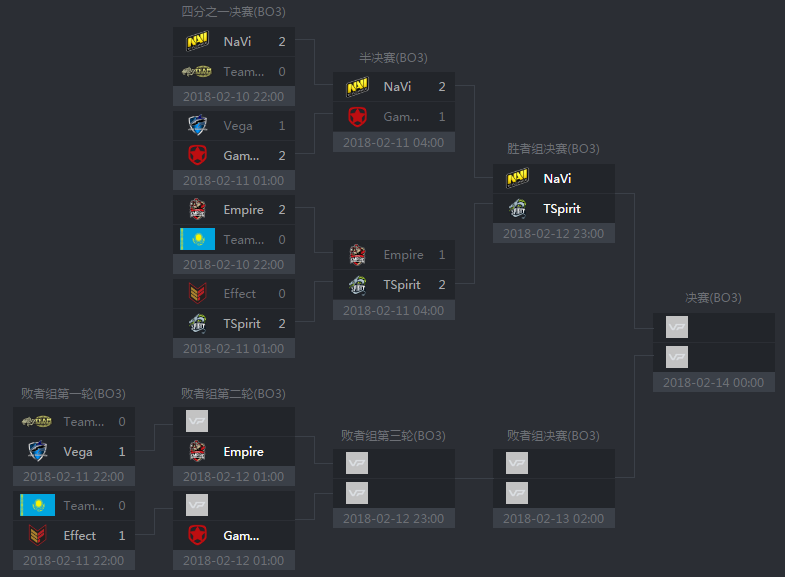 四分之一决赛(BO3)
NaVi 2
Team... 0
2018-02-10 22:00
Vega 1
Gam... 2
2018-02-11 01:00
Empire 2
Team... 0
2018-02-10 22:00
Effect 0
TSpirit 2
2018-02-11 01:00
半决赛(BO3)
NaVi 2
Gam... 1
2018-02-11 04:00
Empire 1
TSpirit 2
2018-02-11 04:00
胜者组决赛(BO3)
NaVi
TSpirit
2018-02-12 23:00
决赛(BO3)
VP
VP
2018-02-14 00:00
败者组第一轮(BO3)
Team... 0
Vega 1
2018-02-11 22:00
Team... 0
Effect 1
2018-02-11 22:00
败者组第二轮(BO3)
VP
Empire
2018-02-12 01:00
VP
Gam...
2018-02-12 01:00
败者组第三轮(BO3)
VP
VP
2018-02-12 23:00
败者组决赛(BO3)
VP
VP
2018-02-13 02:00